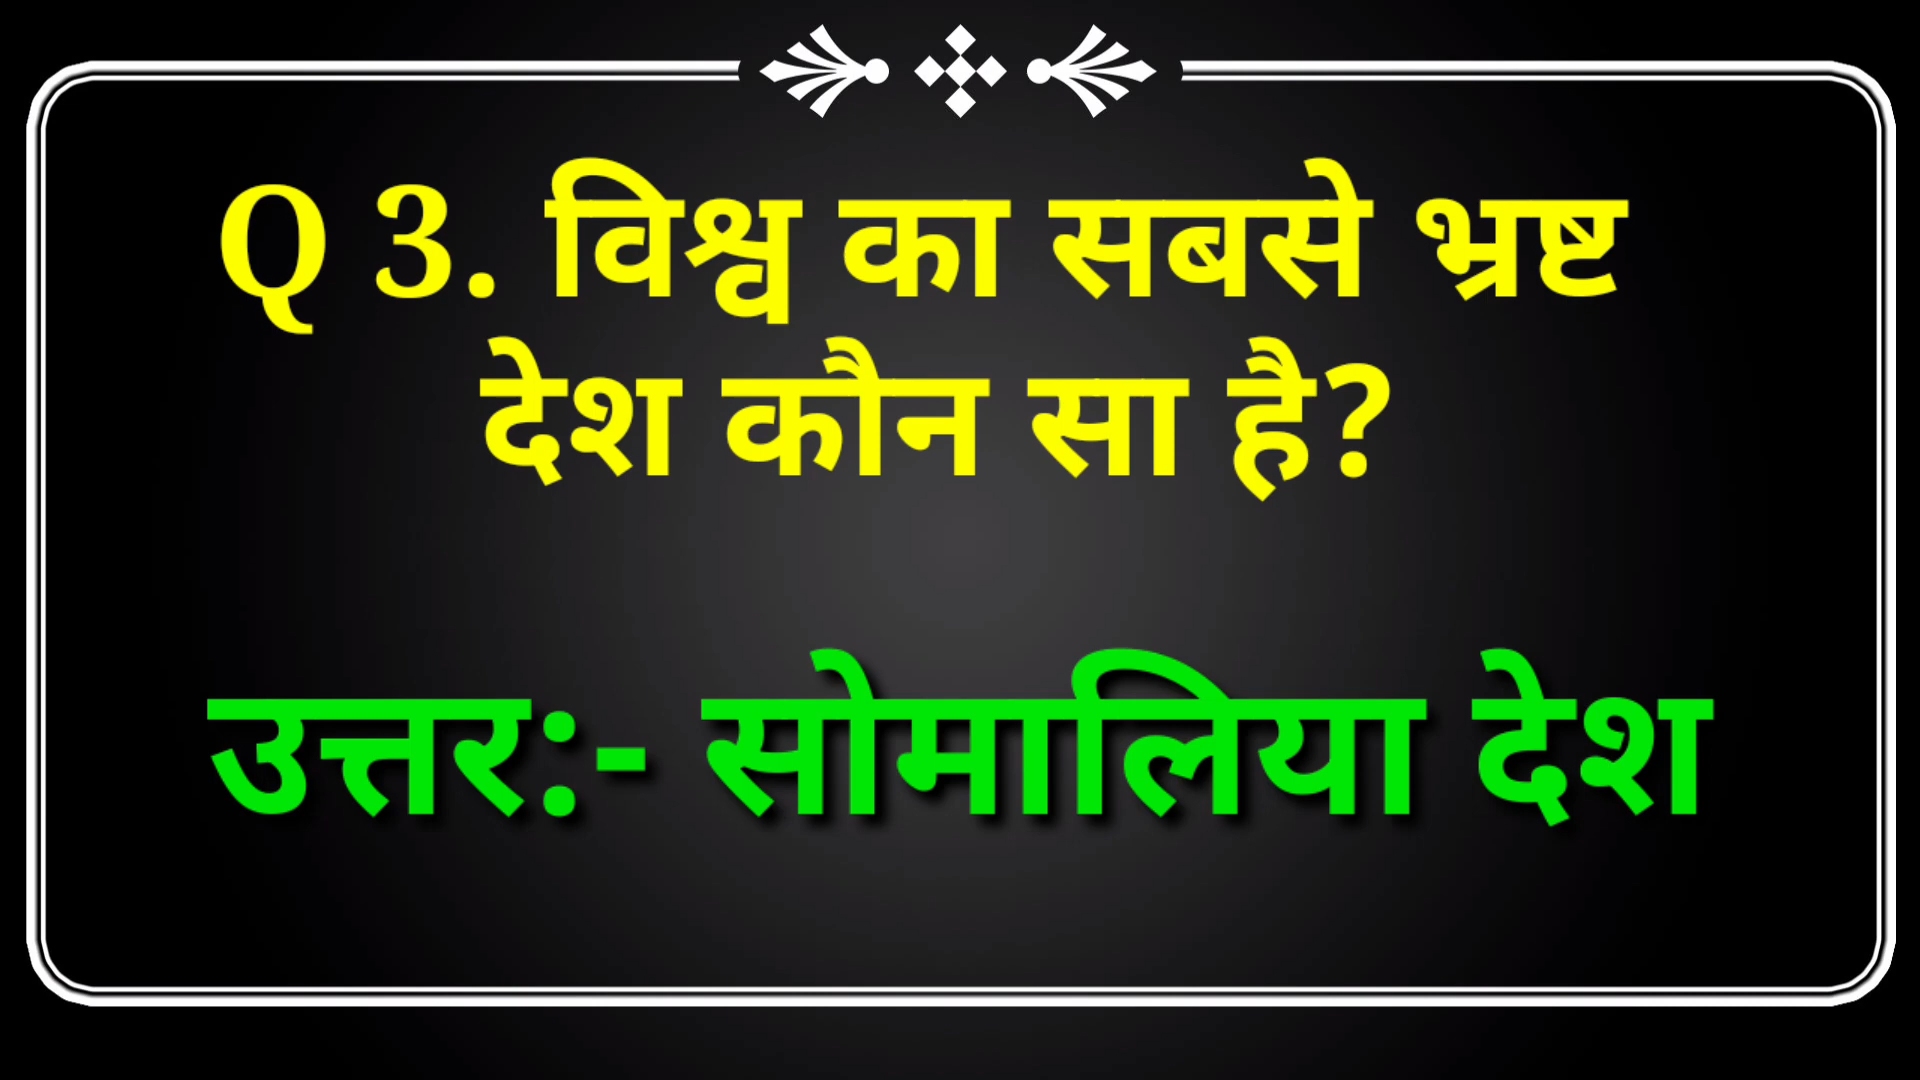 Q 3. विश्व का सबसे भ्रष्ट
देश कौन सा है?
उत्तर:- सोमालिया देश